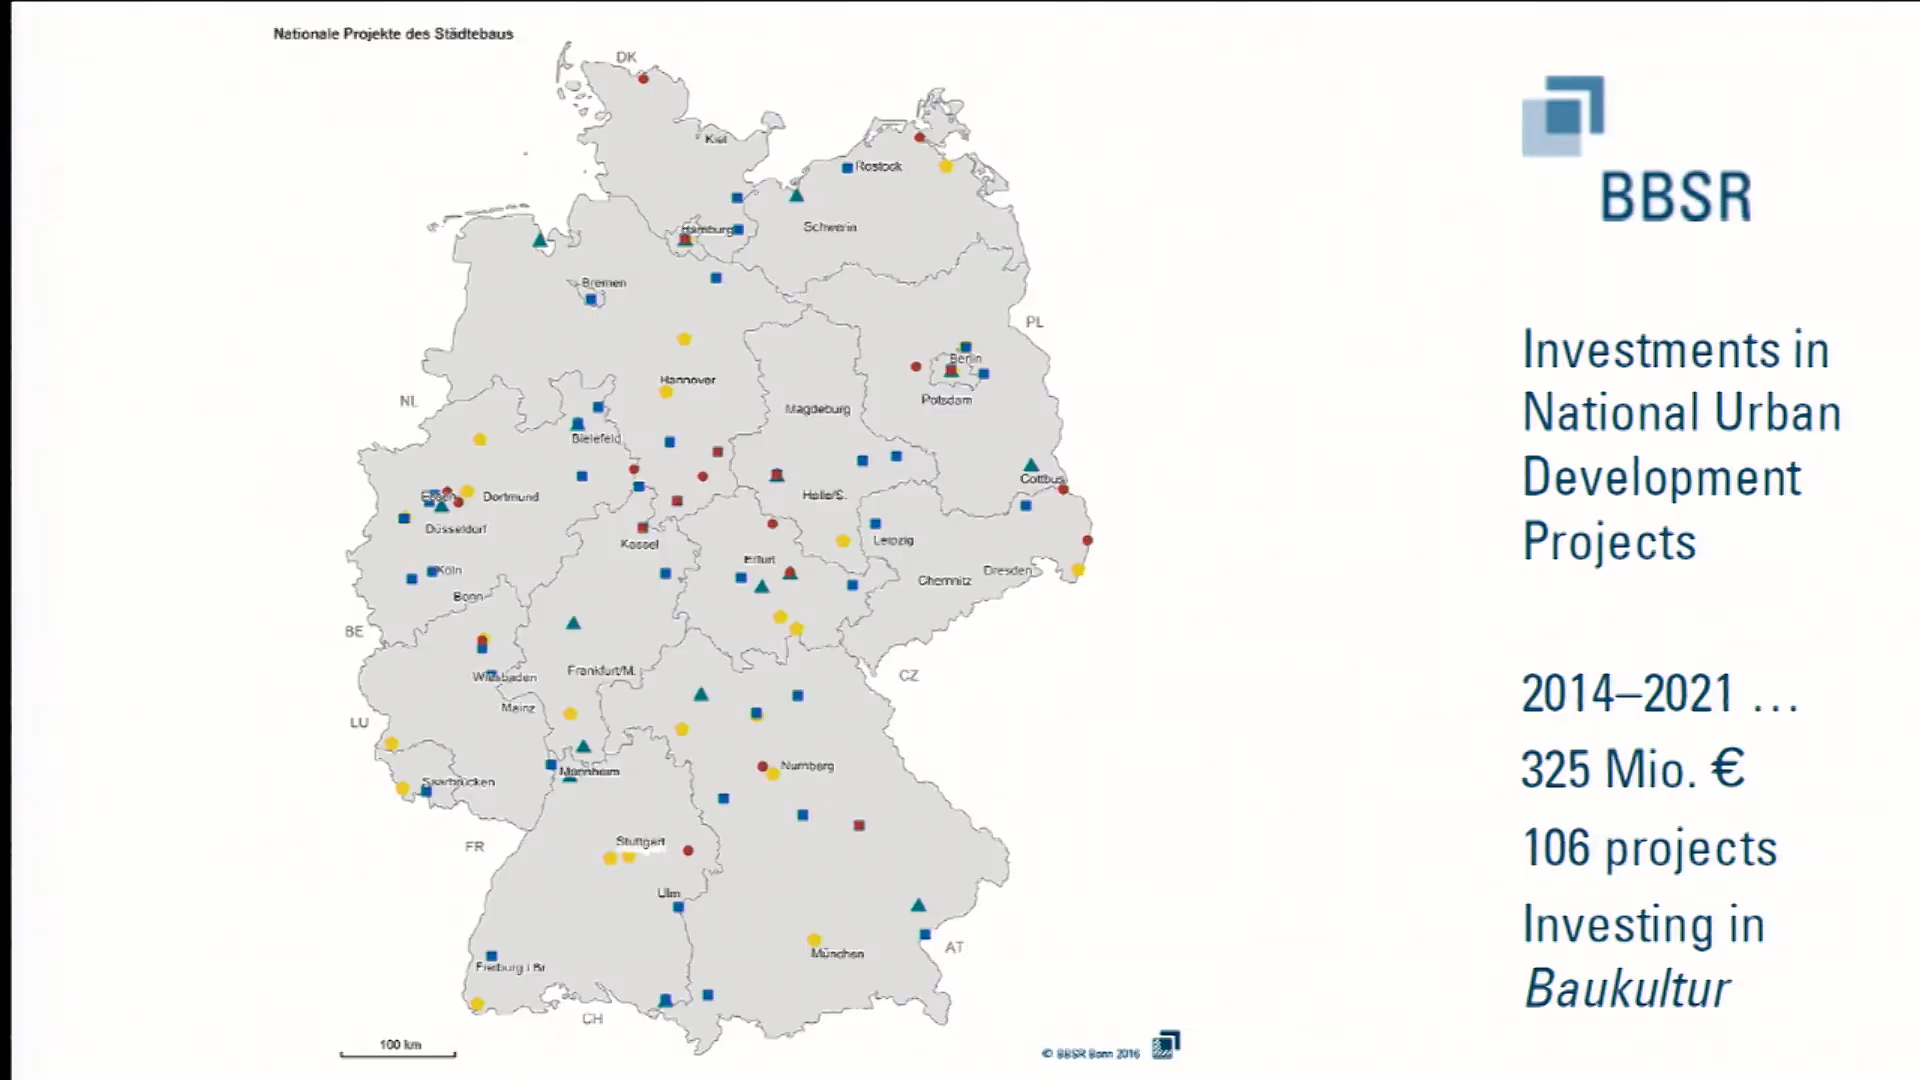 Nationale Projekte des Städtebaus
DK
Kiel
Rostock
Hamburg
Schwerin
Bremen
PL
Berlin
Hannover
Potsdam
NL
Magdeburg
Bielefeld
Cottbus
Essen
Dortmund
Halle/S.
Düsseldorf
Leipzig
Kassel
Erfurt
Köln
Dresden
Chemnitz
Bonn
BE
Frankfurt/M.
Wiesbaden
CZ
Mainz
LU
Nürnberg
Mannheim
Saarbrücken
Stuttgart
FR
Ulm
AT
München
Freiburg i Br
CH
100 km
© BBSR Bonn 2016
BBSR
Investments in
National Urban
Development
Projects
2014–2021 ...
325 Mio. €
106 projects
Investing in
Baukultur